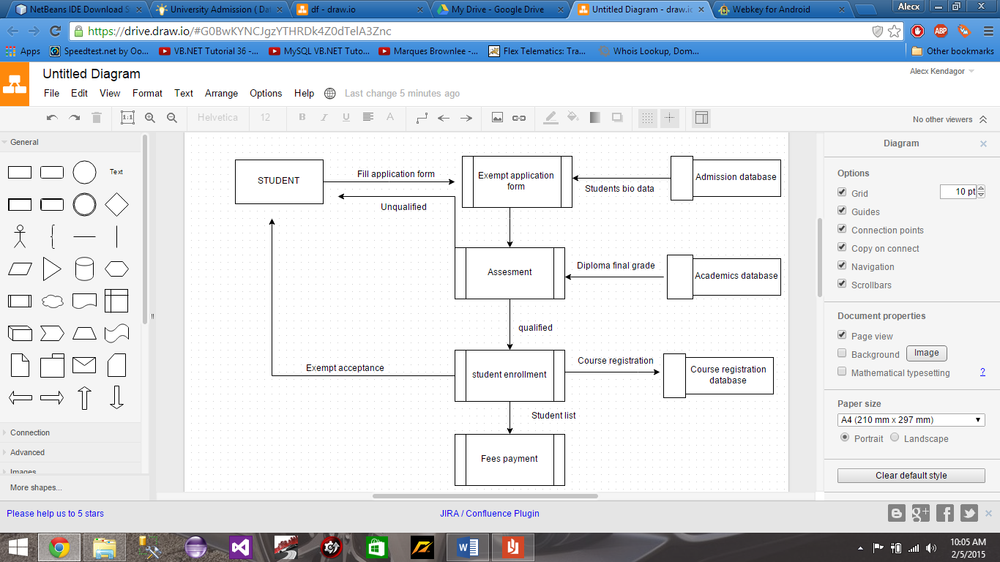 NetBeans IDE Download S
University Admission ( Dat
df - draw.io
My Drive - Google Drive
Untitled Diagram - draw.io
Webkey for Android
Alecx
https://drive.draw.io/#G0BwKYNCJgzYTHRDk4Z0dTelA3Znc
Apps
Speedtest.net by Oo...
VB.NET Tutorial 36 -...
MySQL VB.NET Tuto...
Marques Brownlee -...
Flex Telematics: Tra...
Whois Lookup, Dom...
Other bookmarks
Untitled Diagram
Alecx Kendagor
File Edit View Format Text Arrange Options Help
Last change 5 minutes ago
1:1
Helvetica
12
B I U A
No other viewers
General
Text
Connection
Advanced
Images
More shapes...
STUDENT
Fill application form
Exempt application
form
Students bio data
Admission database
Unqualified
Assesment
Diploma final grade
Academics database
qualified
Exempt acceptance
student enrollment
Course registration
Course registration
database
Student list
Fees payment
Diagram
Options
Grid
10 pt
Guides
Connection points
Copy on connect
Navigation
Scrollbars
Document properties
Page view
Background
Image
Mathematical typesetting
?
Paper size
A4 (210 mm x 297 mm)
Portrait
Landscape
Clear default style
Please help us to 5 stars
JIRA / Confluence Plugin
10:05 AM
2/5/2015